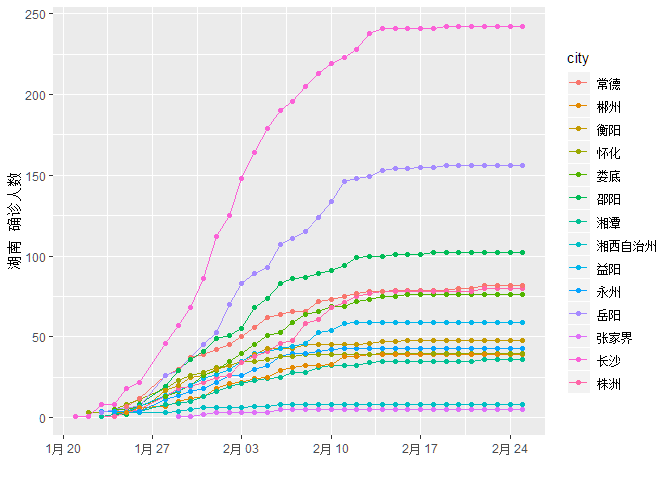 250
200
150
100
50
0
湖南 确诊人数
1月 20
1月 27
2月 03
2月 10
2月 17
2月 24
city
常德
郴州
衡阳
怀化
娄底
邵阳
湘潭
湘西自治州
益阳
永州
岳阳
张家界
长沙
株洲